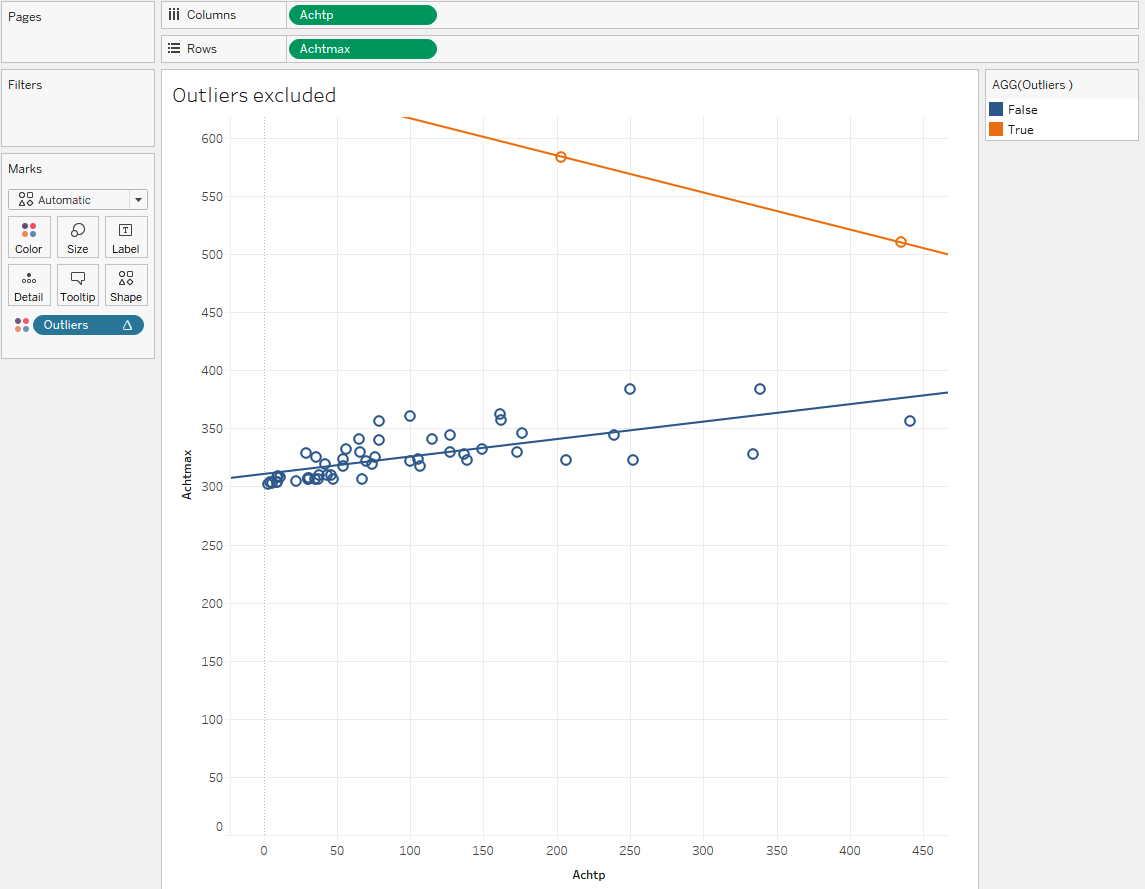 Pages
Columns
Achtp
Rows
Achtmax
Filters
Marks
Automatic
Color
Size
Label
Detail
Tooltip
Shape
Outliers
Outliers excluded
600
550
500
450
400
350
300
250
200
150
100
50
0
Achtmax
0 50 100 150 200 250 300 350 400 450
Achtp
AGG(Outliers )
False
True